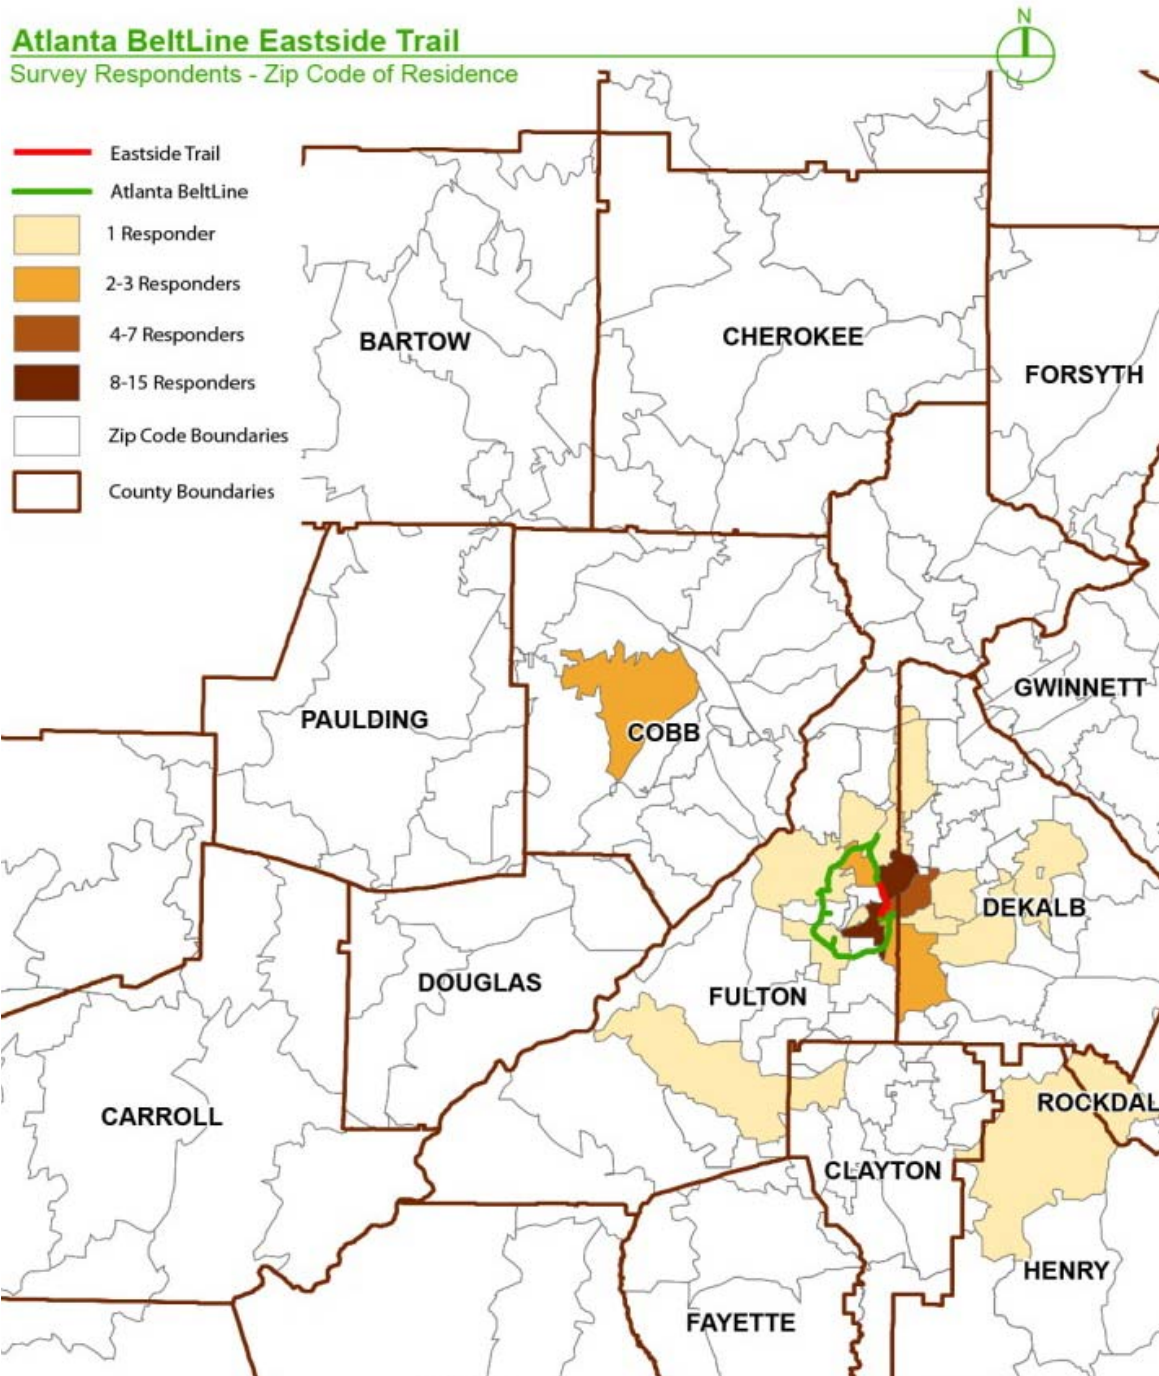 N
Atlanta BeltLine Eastside Trail
Survey Respondents - Zip Code of Residence
Eastside Trail
Atlanta BeltLine
1 Responder
2-3 Responders
4-7 Responders
8-15 Responders
Zip Code Boundaries
County Boundaries
BARTOW
CHEROKEE
FORSYTH
GWINNETT
PAULDING
COBB
DEKALB
DOUGLAS
FULTON
CARROLL
ROCKDAL
CLAYTON
HENRY
FAYETTE